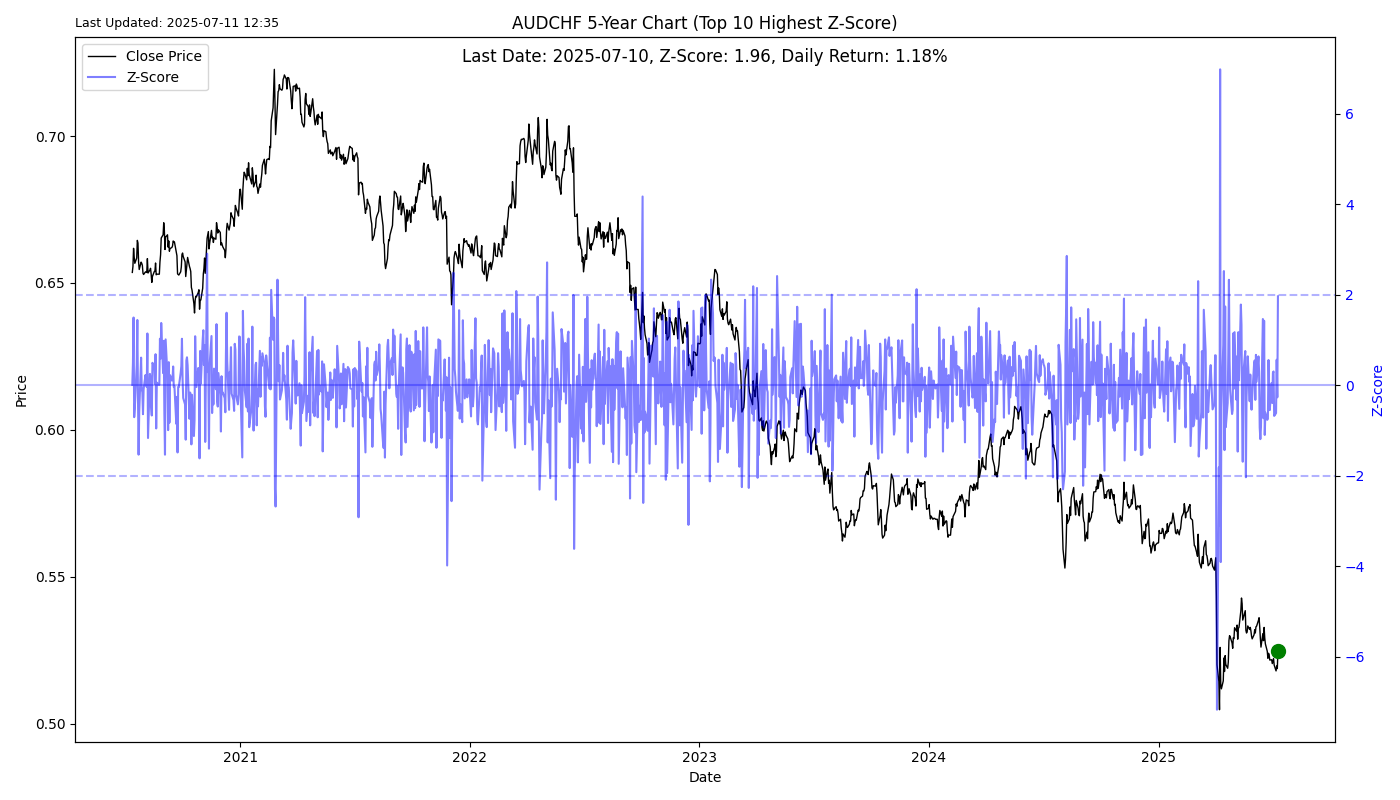 Last Updated: 2025-07-11 12:35
AUDCHF 5-Year Chart (Top 10 Highest Z-Score)
Last Date: 2025-07-10, Z-Score: 1.96, Daily Return: 1.18%
Close Price
Z-Score
0.70
0.65
0.60
0.55
0.50
Price
6
4
2
0
−2
−4
−6
Z-Score
2021
2022
2023
2024
2025
Date